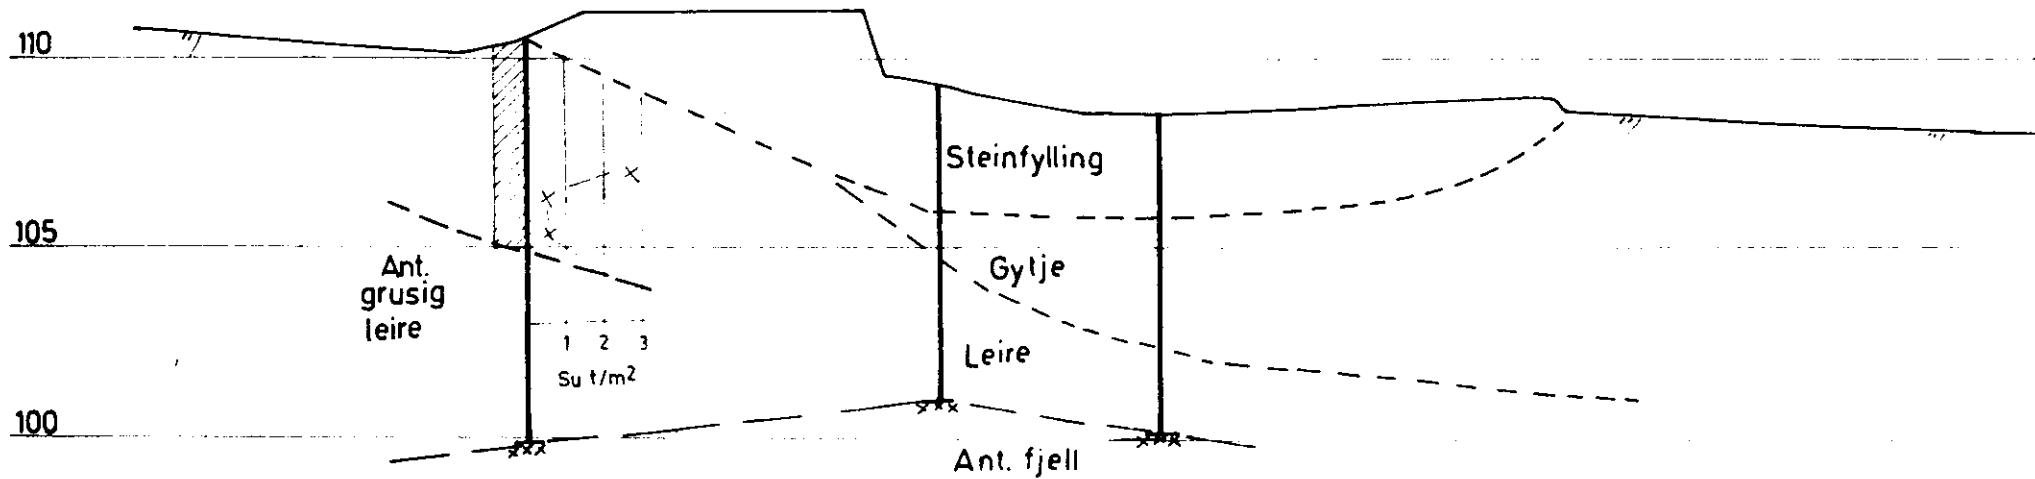 110
Steinfylling
105
Ant.
grusig
leire
Gytje
1 2 3
Su t/m²
Leire
100
Ant. fjell